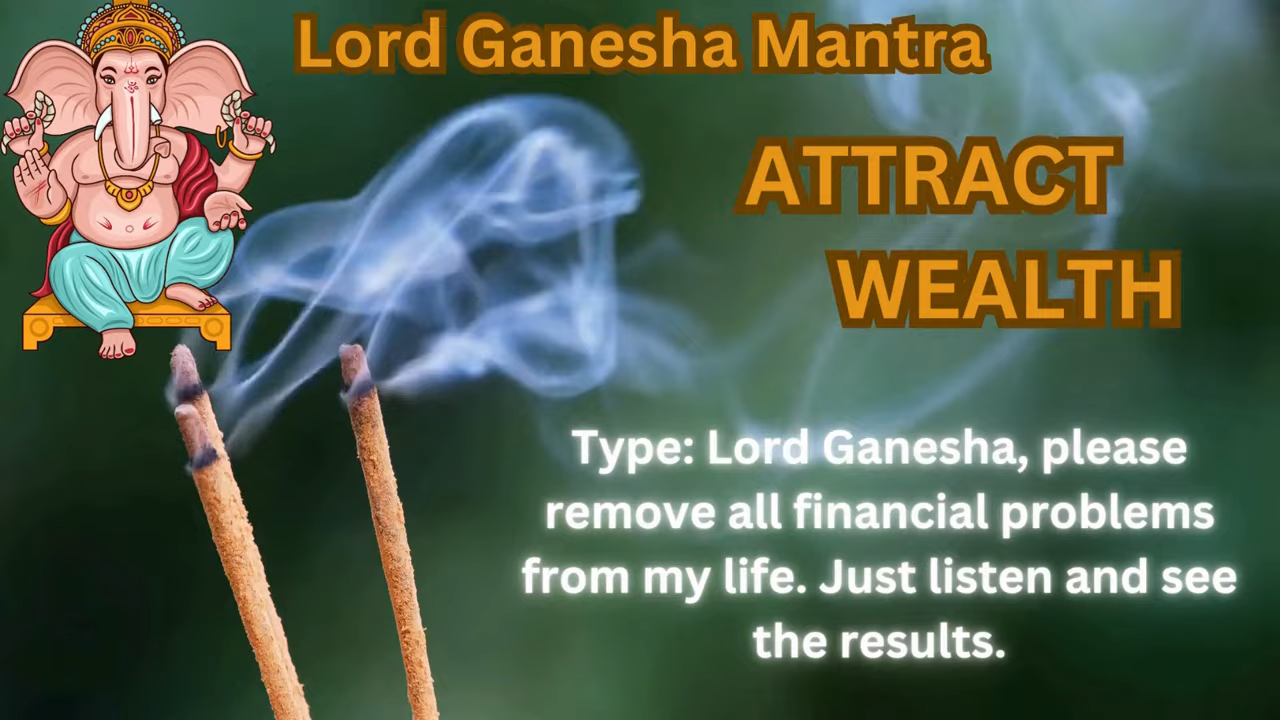 Lord Ganesha Mantra
ATTRACT
WEALTH
Type: Lord Ganesha, please
remove all financial problems
from my life. Just listen and see
the results.